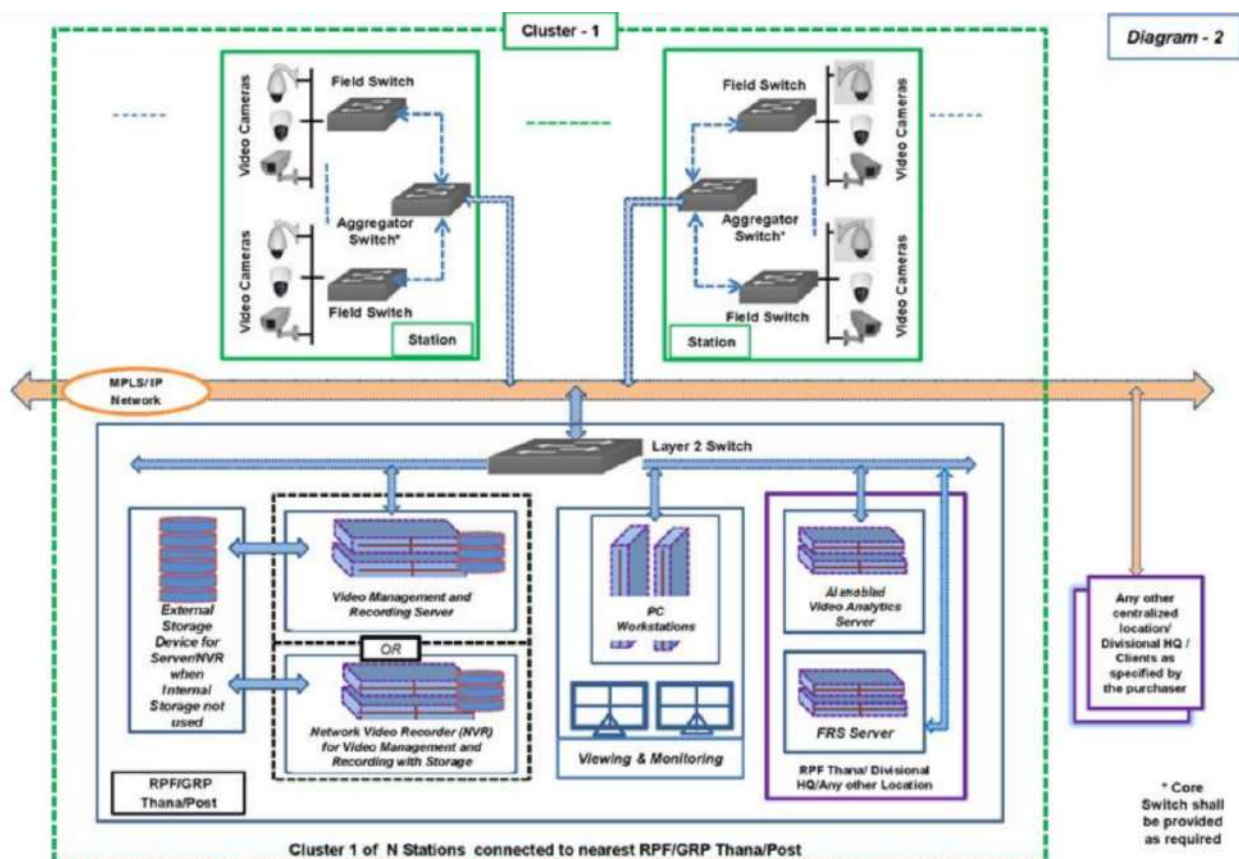 Cluster - 1
Diagram - 2
Field Switch
Video Cameras
Aggregator
Switch*
Video Cameras
Field Switch
Station
Field Switch
Video Cameras
Aggregator
Switch*
Video Cameras
Field Switch
Station
MPLS/IP
Network
Layer 2 Switch
External
Storage
Device for
Server/NVR
when
Internal
Storage not
used
Video Management and
Recording Server
OR
Network Video Recorder (NVR)
for Video Management and
Recording with Storage
PC
Workstations
Viewing & Monitoring
AI enabled
Video Analytics
Server
FRS Server
RPF Thana/ Divisional
HQ/Any other Location
RPF/GRP
Thana/Post
Any other
centralized
location/
Divisional HQ /
Clients as
specified by
the purchaser
* Core
Switch shall
be provided
as required
Cluster 1 of N Stations connected to nearest RPF/GRP Thana/Post